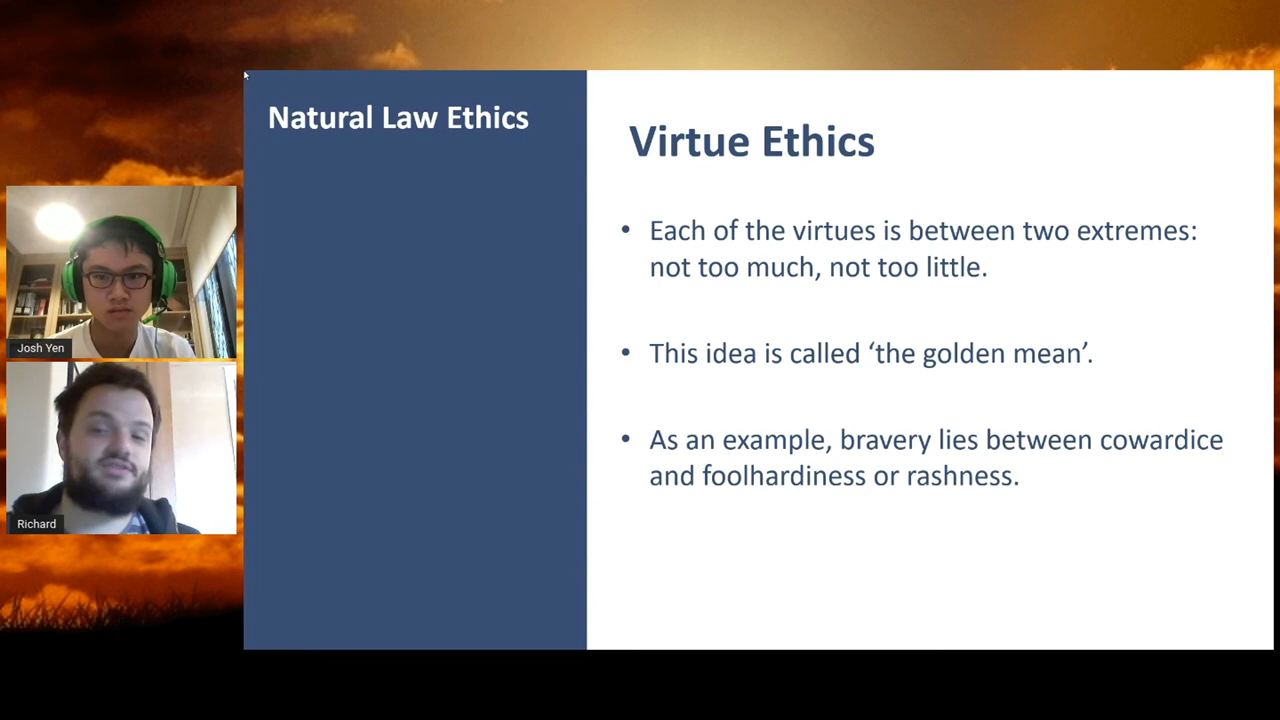 Natural Law Ethics
Virtue Ethics
• Each of the virtues is between two extremes:
not too much, not too little.
• This idea is called ‘the golden mean’.
• As an example, bravery lies between cowardice
and foolhardiness or rashness.
Josh Yen
Richard